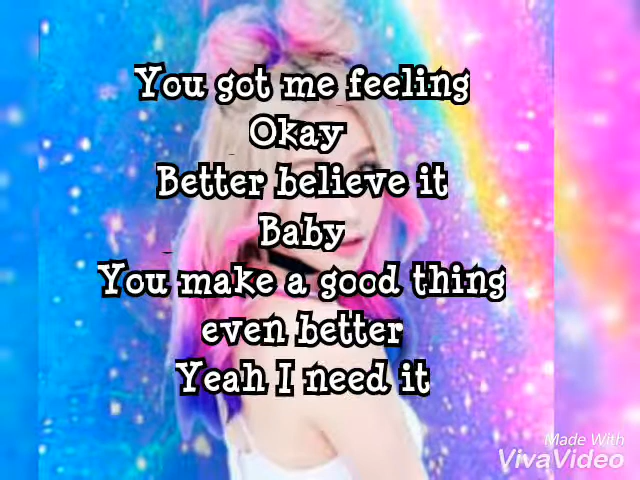 You got me feeling
Okay
Better believe it
Baby
You make a good thing
even better
Yeah I need it
Made With
VivaVideo